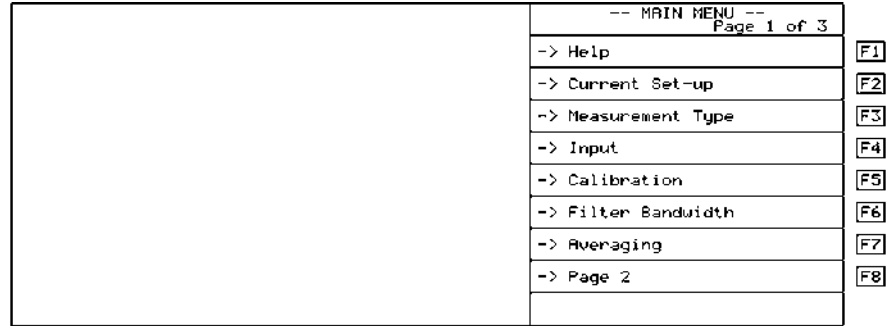 -- MAIN MENU --
Page 1 of 3
-> Help F1
-> Current Set-up F2
-> Measurement Type F3
-> Input F4
-> Calibration F5
-> Filter Bandwidth F6
-> Averaging F7
-> Page 2 F8